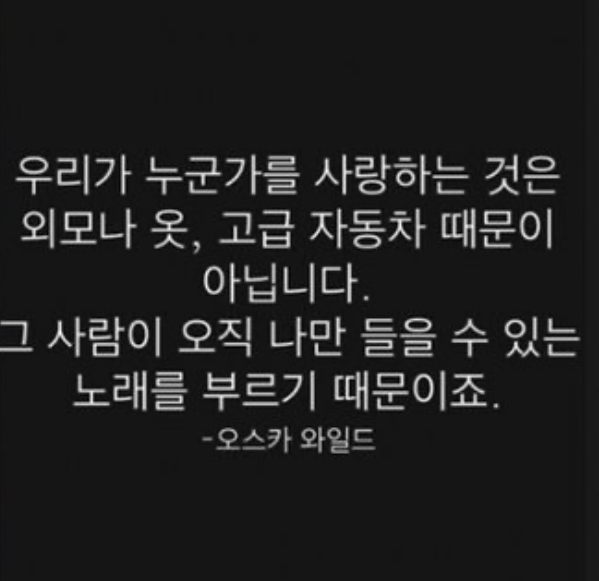 우리가 누군가를 사랑하는 것은
외모나 옷, 고급 자동차 때문이
아닙니다.
그 사람이 오직 나만 들을 수 있는
노래를 부르기 때문이죠.
-오스카 와일드